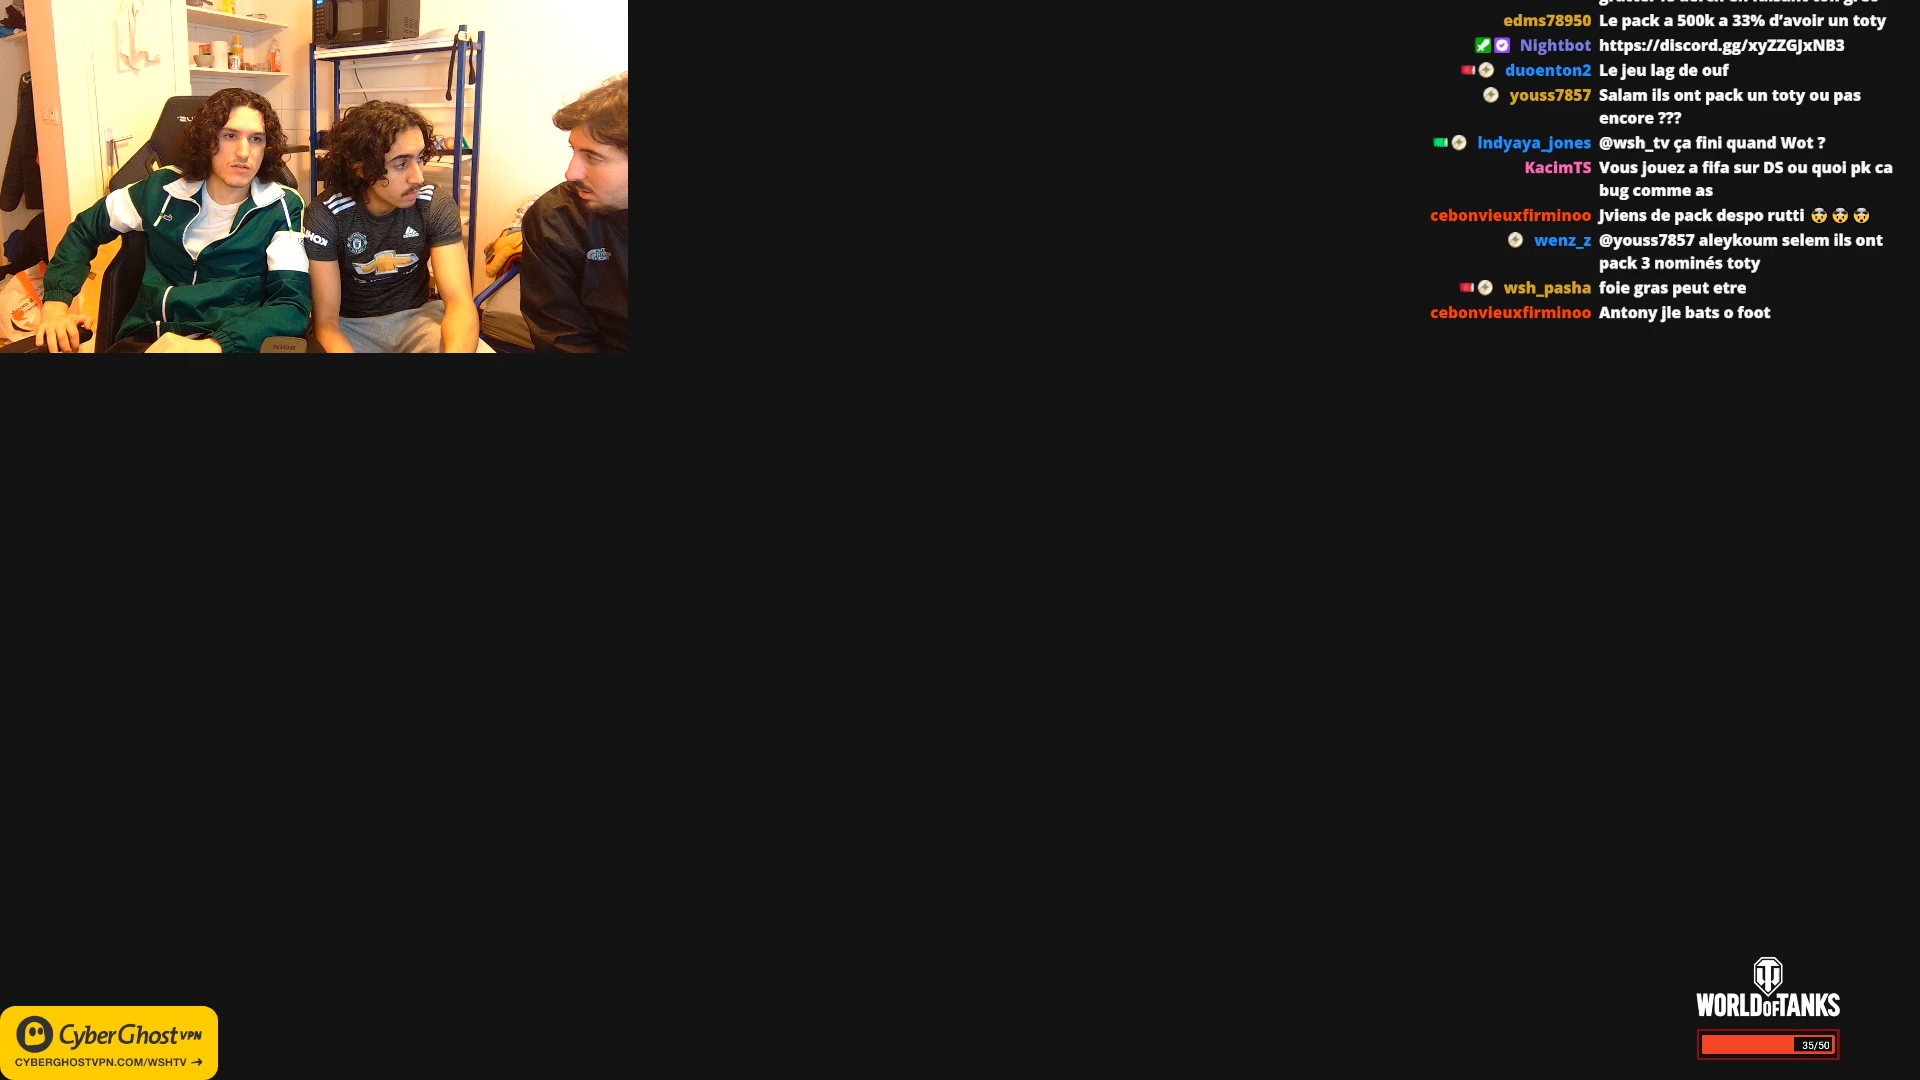 edms78950 Le pack a 500k a 33% d’avoir un toty
Nightbot https://discord.gg/xyZZGJxNB3
duoenton2 Le jeu lag de ouf
youss7857 Salam ils ont pack un toty ou pas
encore ???
lndyaya_jones @wsh_tv ça fini quand Wot ?
KacimTS Vous jouez a fifa sur DS ou quoi pk ca
bug comme as
cebonvieuxfirminoo Jviens de pack despo rutti
wenz_z @youss7857 aleykoum selem ils ont
pack 3 nominés toty
wsh_pasha foie gras peut etre
cebonvieuxfirminoo Antony jle bats o foot
KOHLER
CyberGhost VPN
CYBERGHOSTVPN.COM/WSHTV →
WORLD OF TANKS
35/50